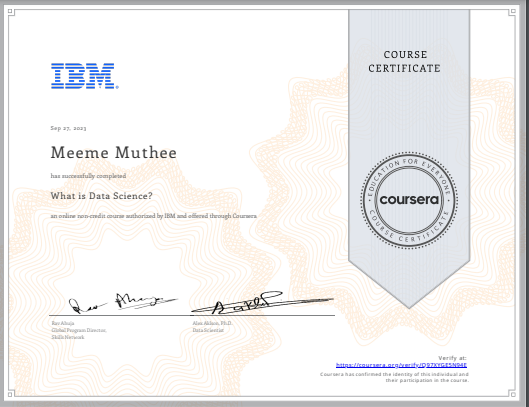 COURSE
CERTIFICATE
IBM
Sep 27, 2023
Meeme Muthee
has successfully completed
What is Data Science?
an online non-credit course authorized by IBM and offered through Coursera
EDUCATION FOR EVERYONE
coursera
COURSE CERTIFICATE
Rav Ahuja
Global Program Director,
Skills Network
Alex Aklson, Ph.D.
Data Scientist
Verify at:
https://coursera.org/verify/Q97XYGE5N94E
Coursera has confirmed the identity of this individual and
their participation in the course.